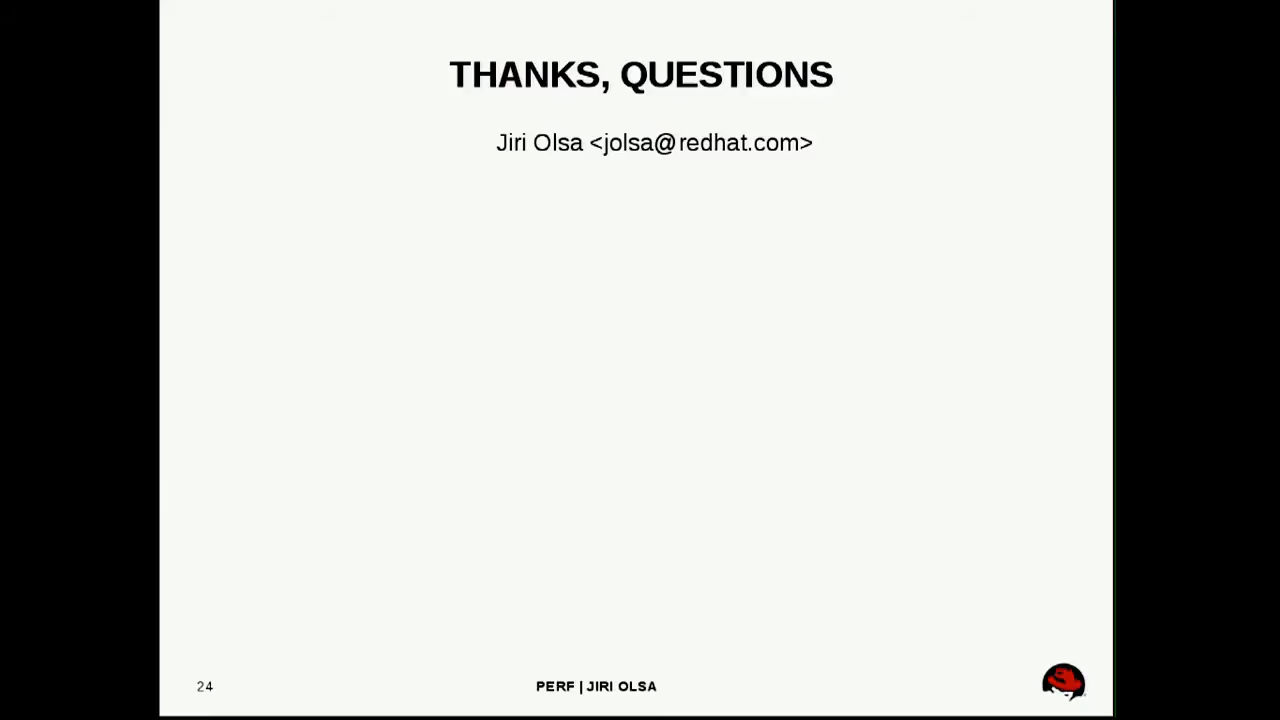 THANKS, QUESTIONS
Jiri Olsa <jolsa@redhat.com>
24
PERF | JIRI OLSA